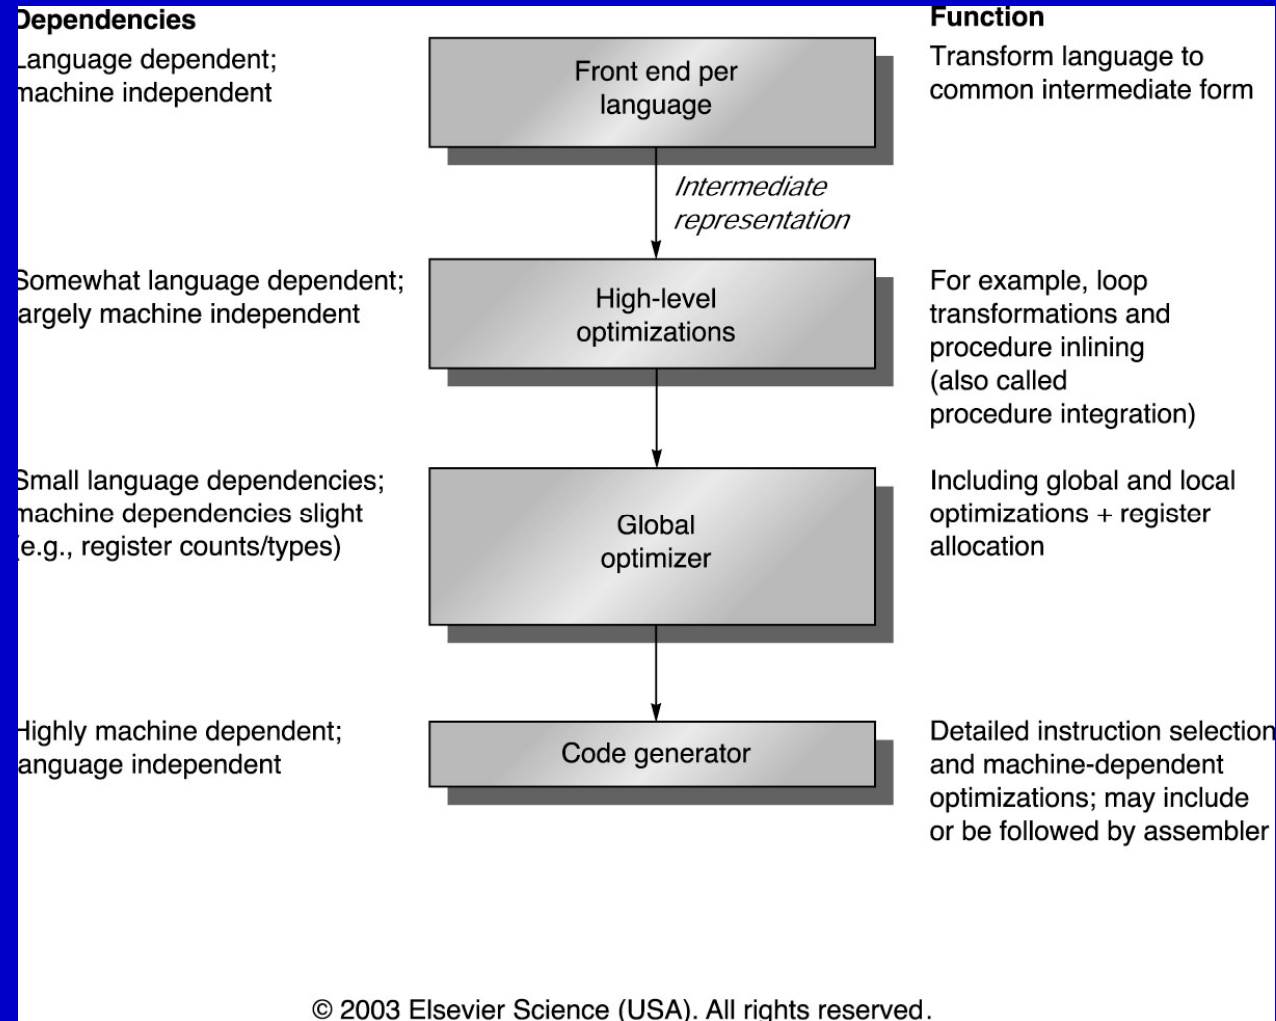 Dependencies
Function
Language dependent;
machine independent
Front end per
language
Transform language to
common intermediate form
Intermediate
representation
Somewhat language dependent;
largely machine independent
High-level
optimizations
For example, loop
transformations and
procedure inlining
(also called
procedure integration)
Small language dependencies;
machine dependencies slight
(e.g., register counts/types)
Global
optimizer
Including global and local
optimizations + register
allocation
Highly machine dependent;
language independent
Code generator
Detailed instruction selection
and machine-dependent
optimizations; may include
or be followed by assembler
© 2003 Elsevier Science (USA). All rights reserved.